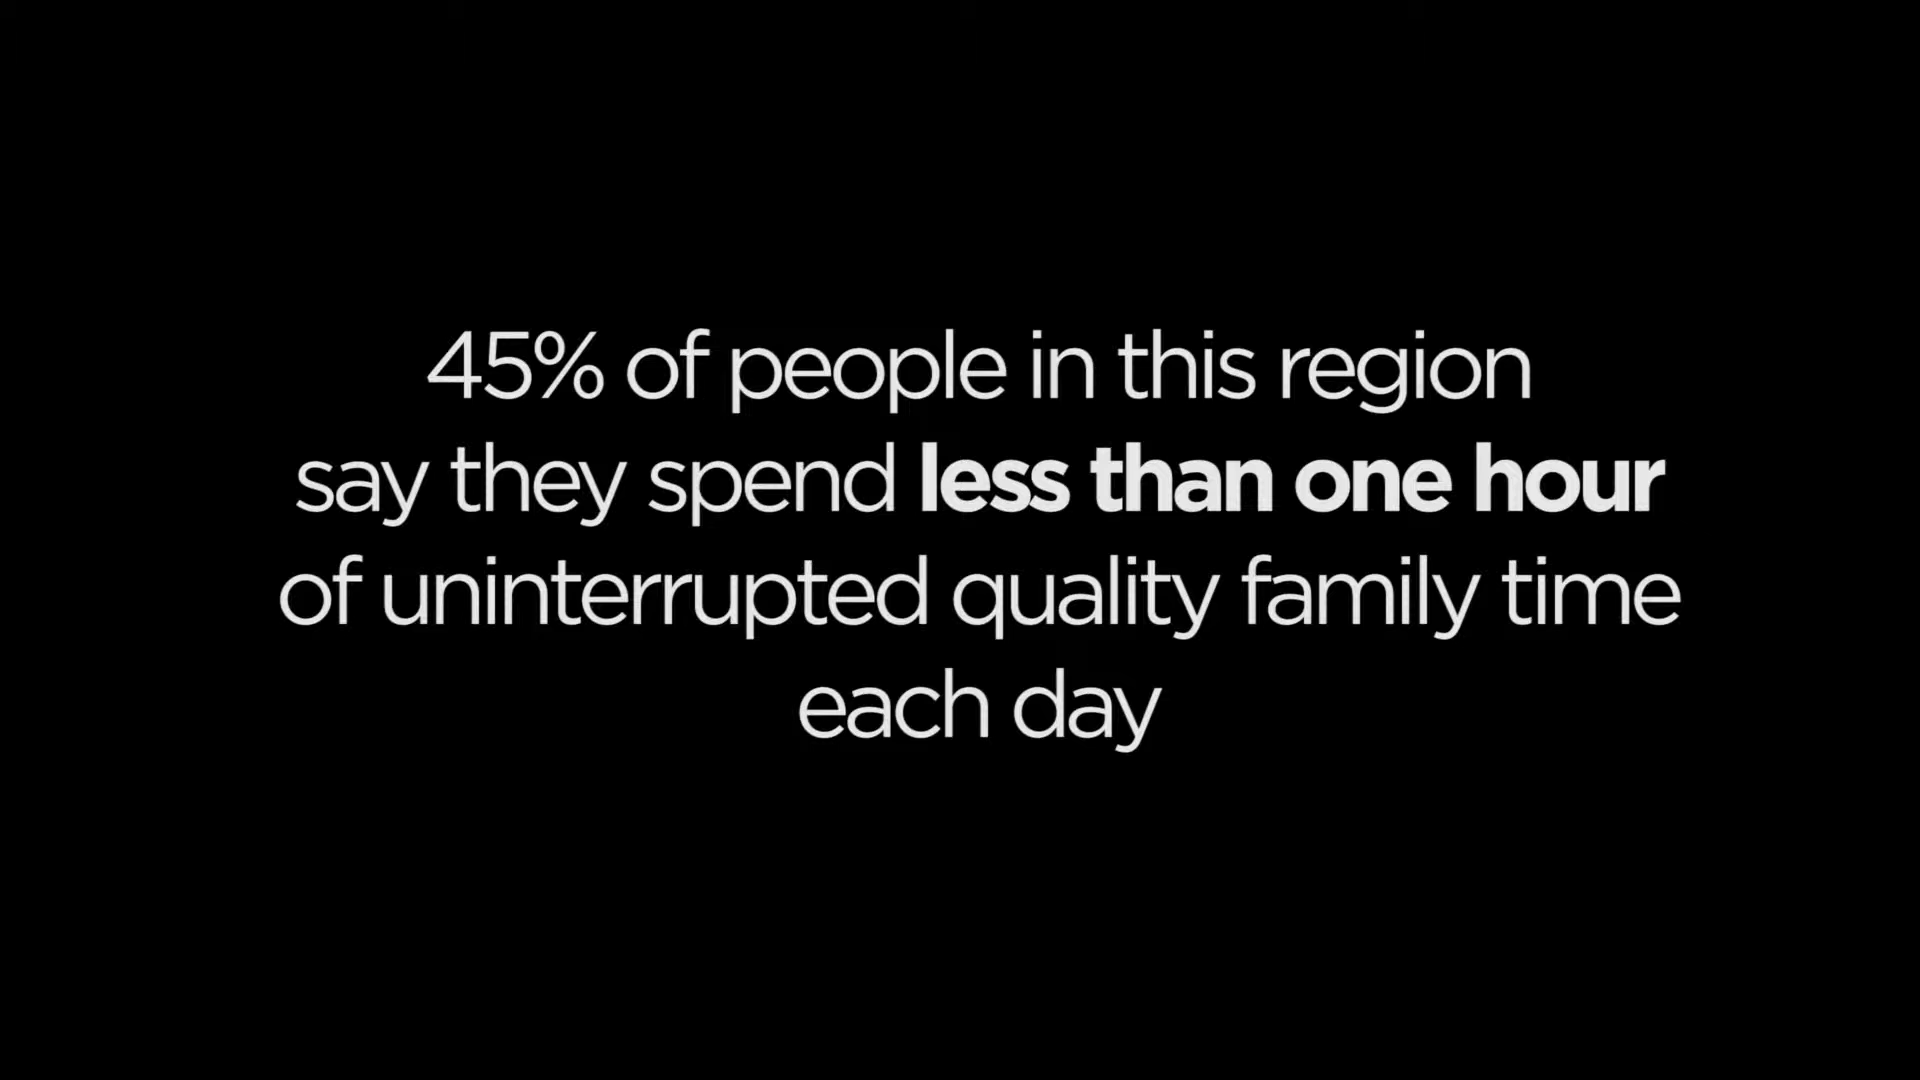 45% of people in this region
say they spend less than one hour
of uninterrupted quality family time
each day